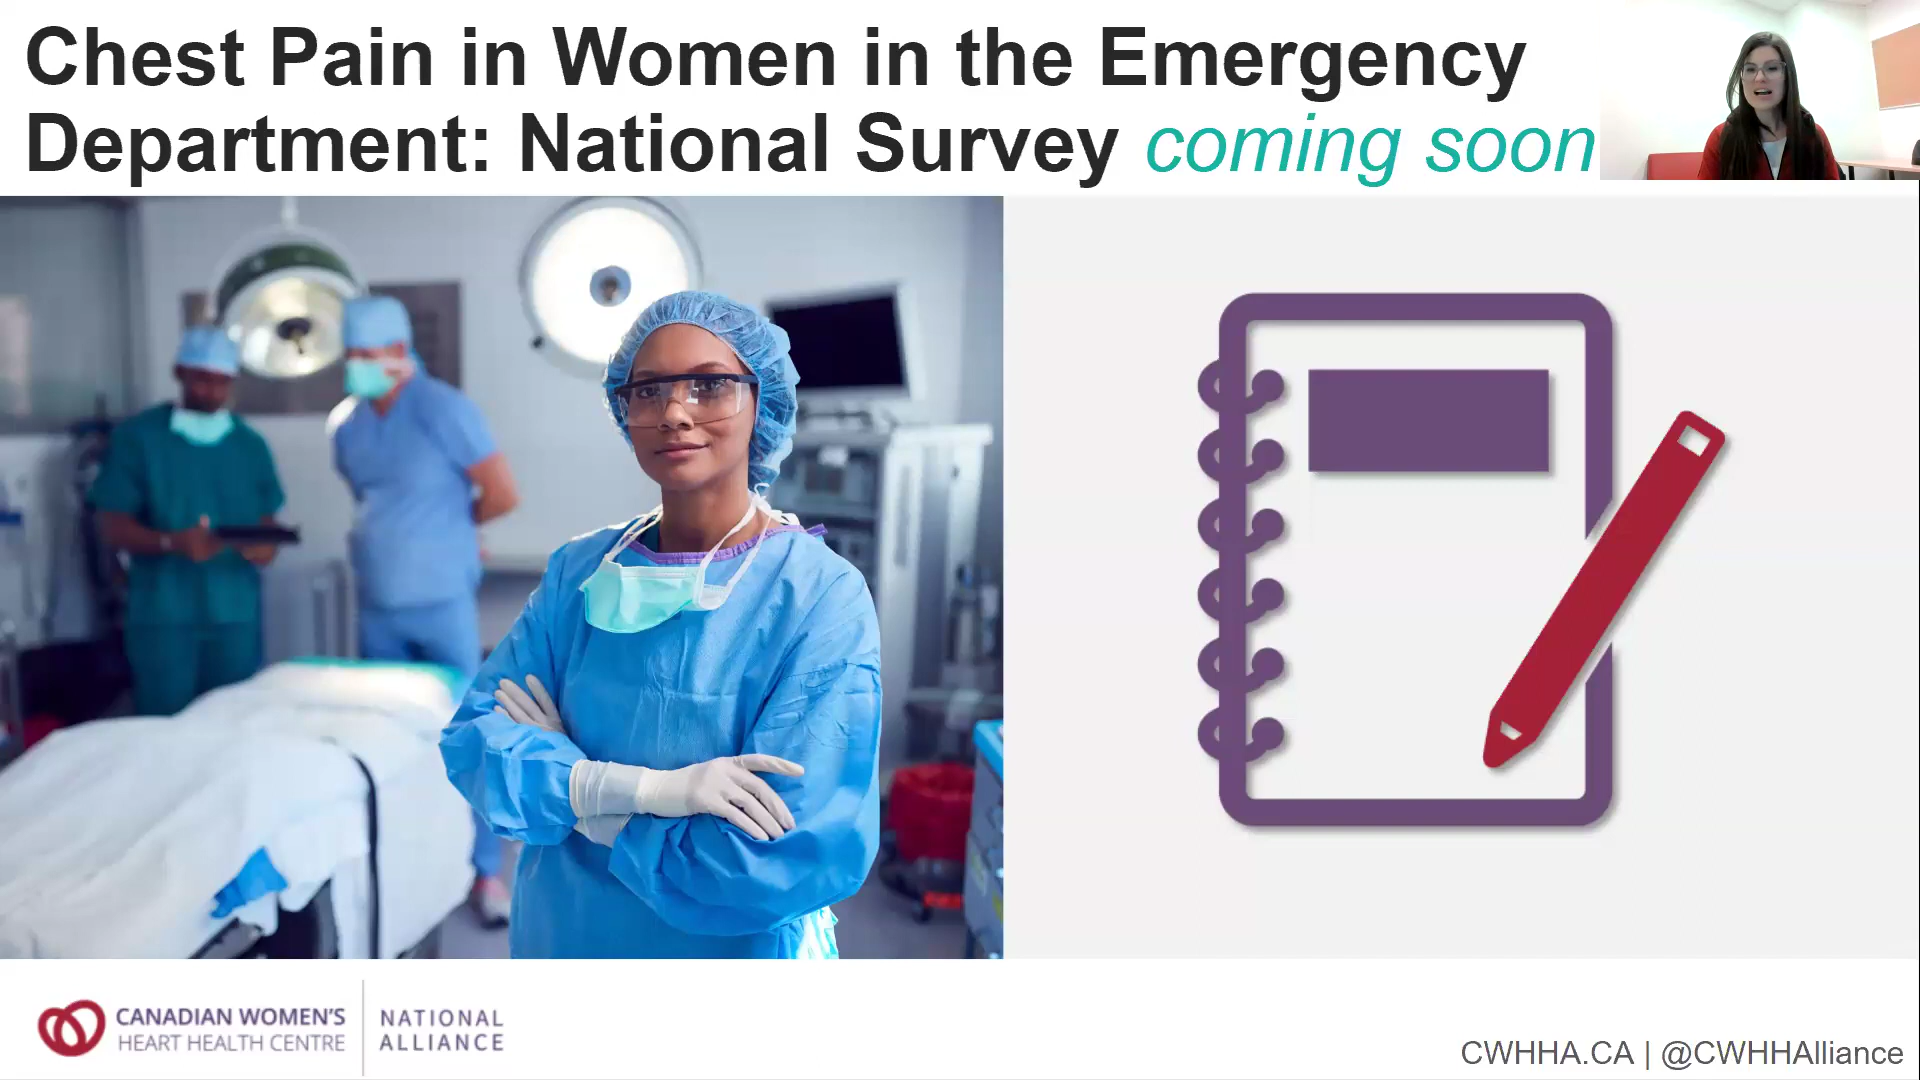 Chest Pain in Women in the Emergency
Department: National Survey coming soon
CANADIAN WOMEN'S
HEART HEALTH CENTRE
NATIONAL
ALLIANCE
CWHHA.CA | @CWHHAlliance